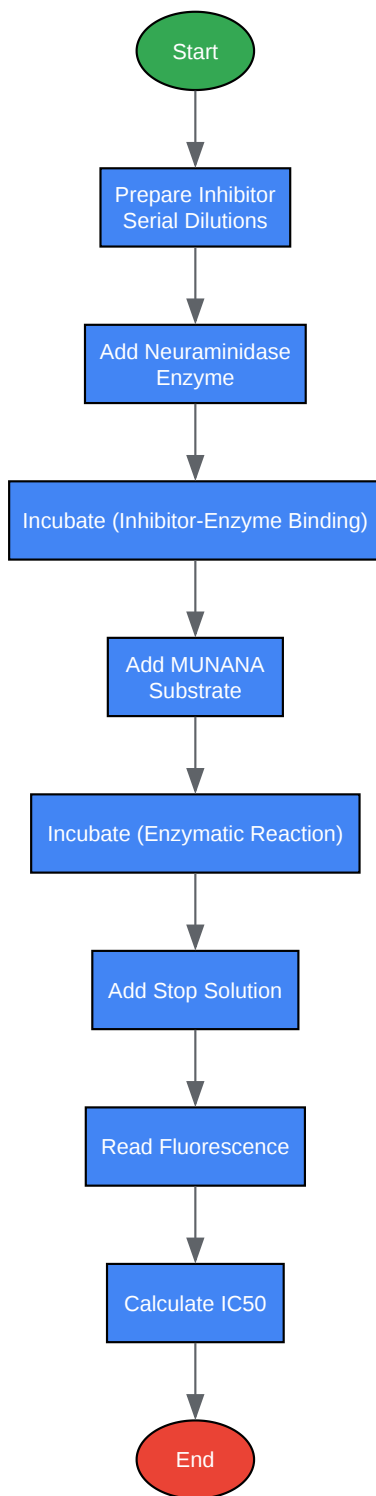 Start
Prepare Inhibitor
Serial Dilutions
Add Neuraminidase
Enzyme
Incubate (Inhibitor-Enzyme Binding)
Add MUNANA
Substrate
Incubate (Enzymatic Reaction)
Add Stop Solution
Read Fluorescence
Calculate IC50
End